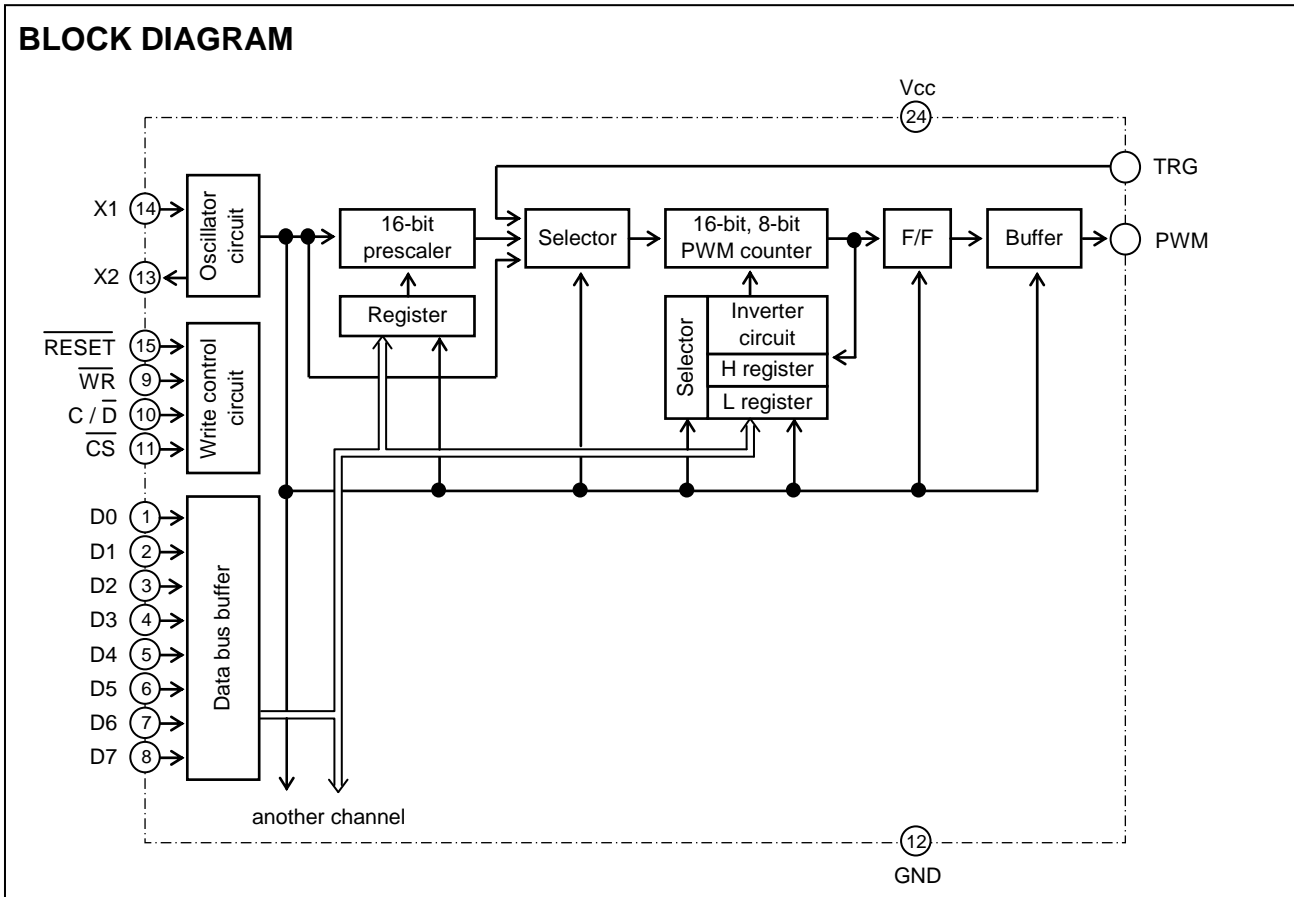 BLOCK DIAGRAM
Vcc
24
TRG
X1 14
Oscillator
circuit
16-bit
prescaler
Selector
16-bit, 8-bit
PWM counter
F/F
Buffer
PWM
X2 13
Register
Selector
Inverter
circuit
H register
L register
RESET 15
WR 9
C / D 10
CS 11
Write control
circuit
D0 1
D1 2
D2 3
D3 4
D4 5
D5 6
D6 7
D7 8
Data bus buffer
another channel
12
GND